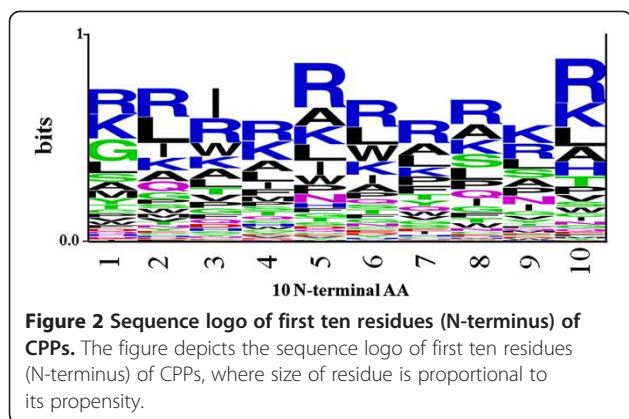 1
bits
0.0
R R I R R R R R K R
K L R K A L A A R K
G I W A K W K K L L
1 2 3 4 5 6 7 8 9 10
10 N-terminal AA
Figure 2 Sequence logo of first ten residues (N-terminus) of
CPPs. The figure depicts the sequence logo of first ten residues
(N-terminus) of CPPs, where size of residue is proportional to
its propensity.